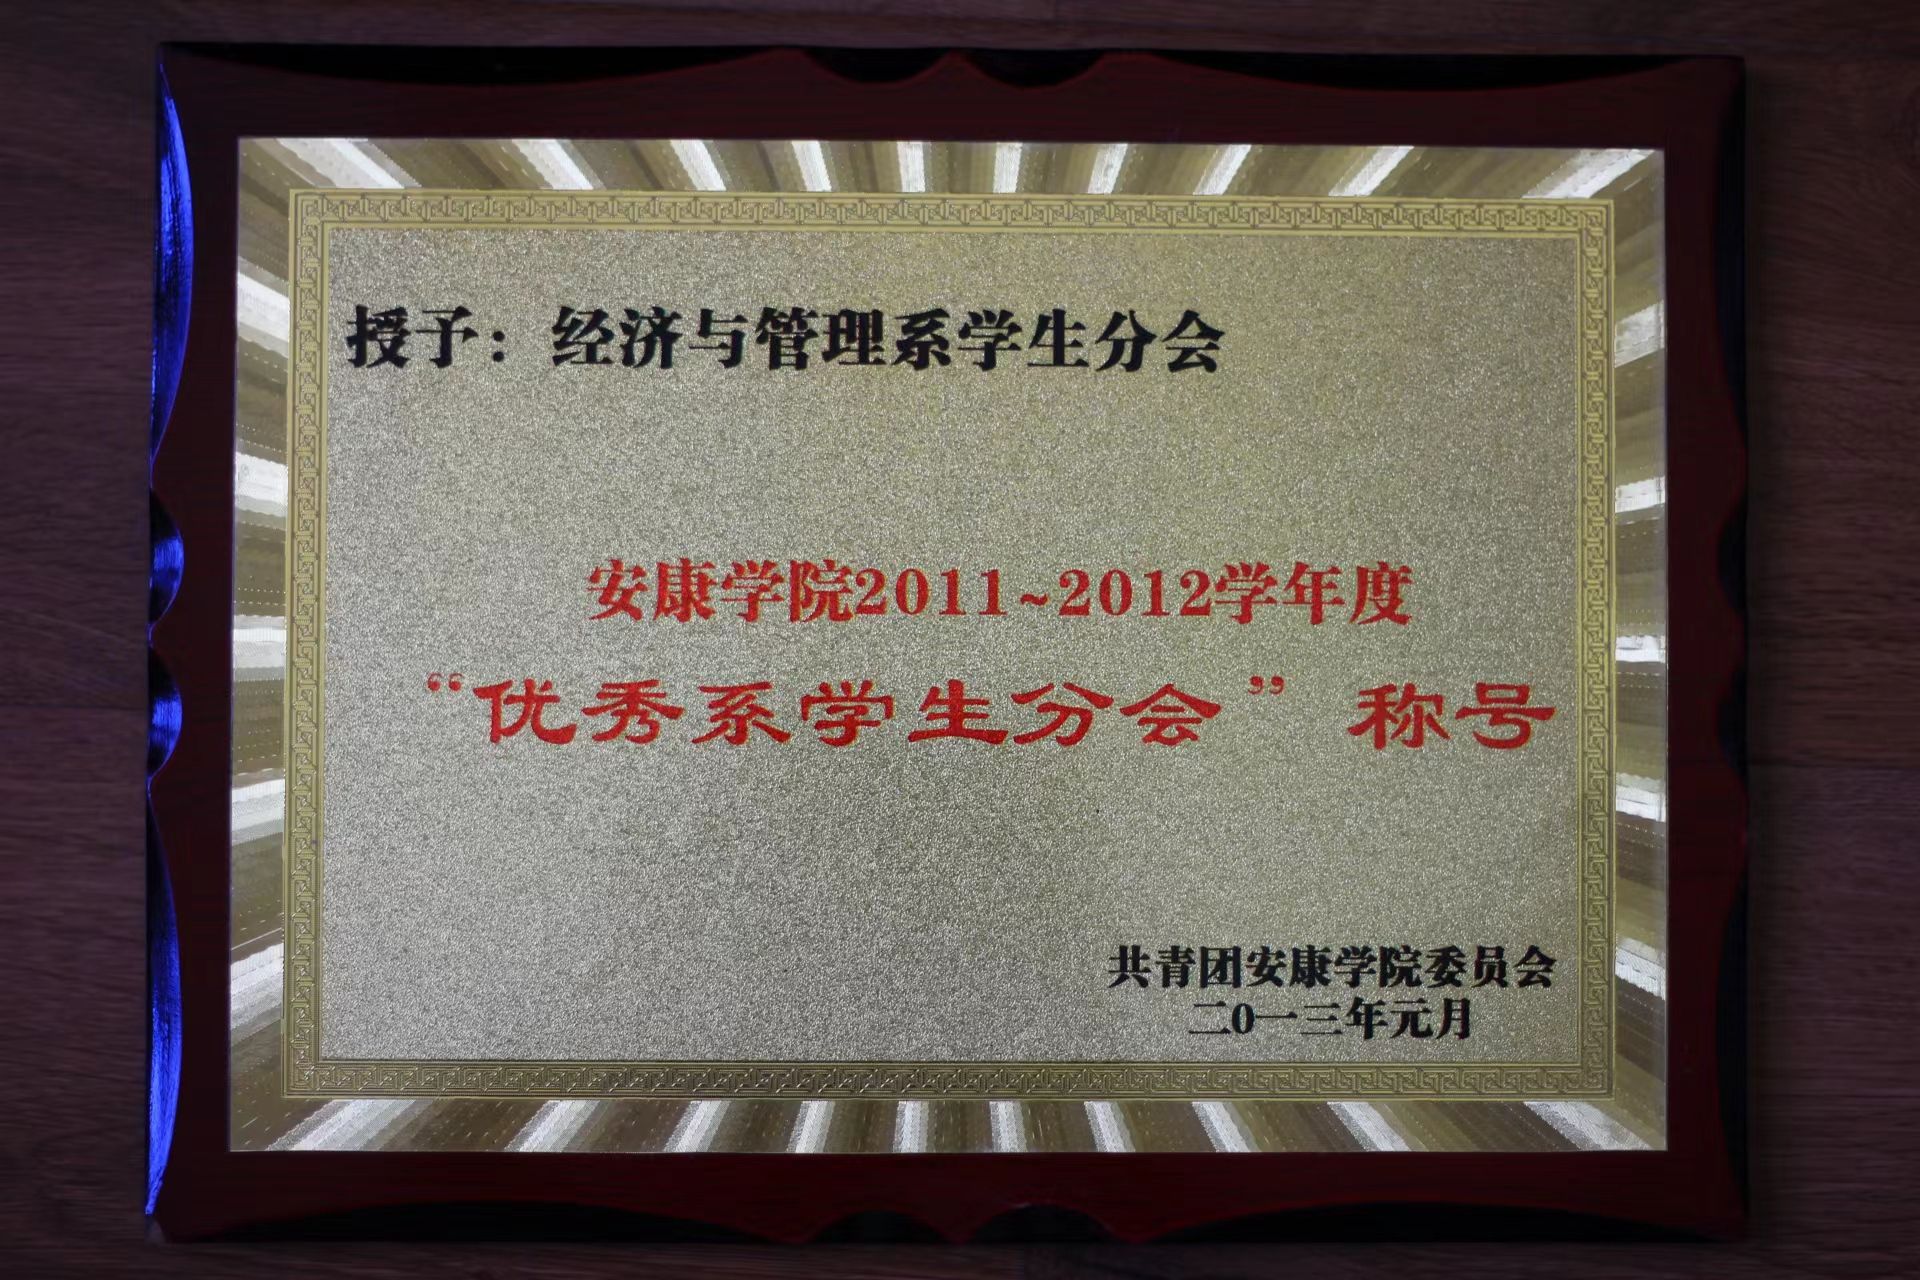 授予：经济与管理系学生分会
安康学院2011~2012学年度
“优秀系学生分会”称号
共青团安康学院委员会
二0一三年元月